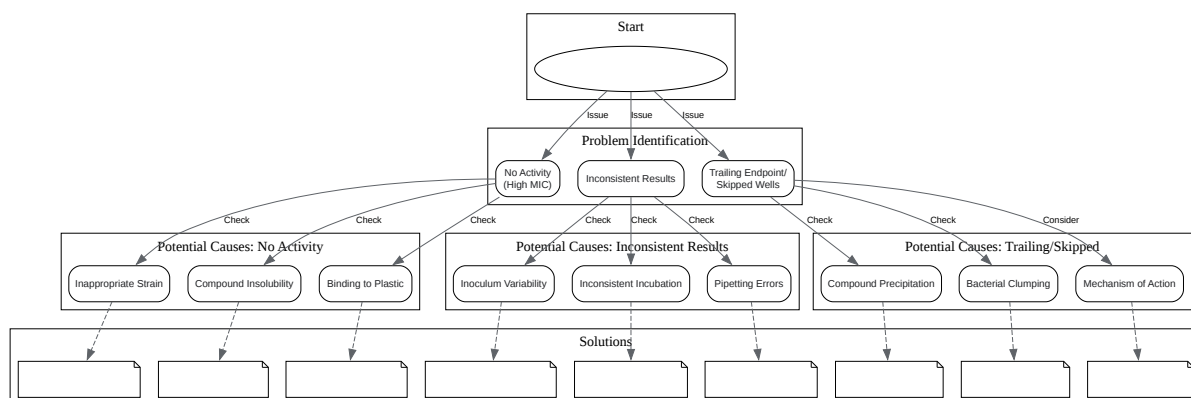 Start
Issue
Issue
Issue
Problem Identification
No Activity
(High MIC)
Inconsistent Results
Trailing Endpoint/
Skipped Wells
Check
Check
Check
Check
Check
Check
Check
Check
Consider
Potential Causes: No Activity
Potential Causes: Inconsistent Results
Potential Causes: Trailing/Skipped
Inappropriate Strain
Compound Insolubility
Binding to Plastic
Inoculum Variability
Inconsistent Incubation
Pipetting Errors
Compound Precipitation
Bacterial Clumping
Mechanism of Action
Solutions